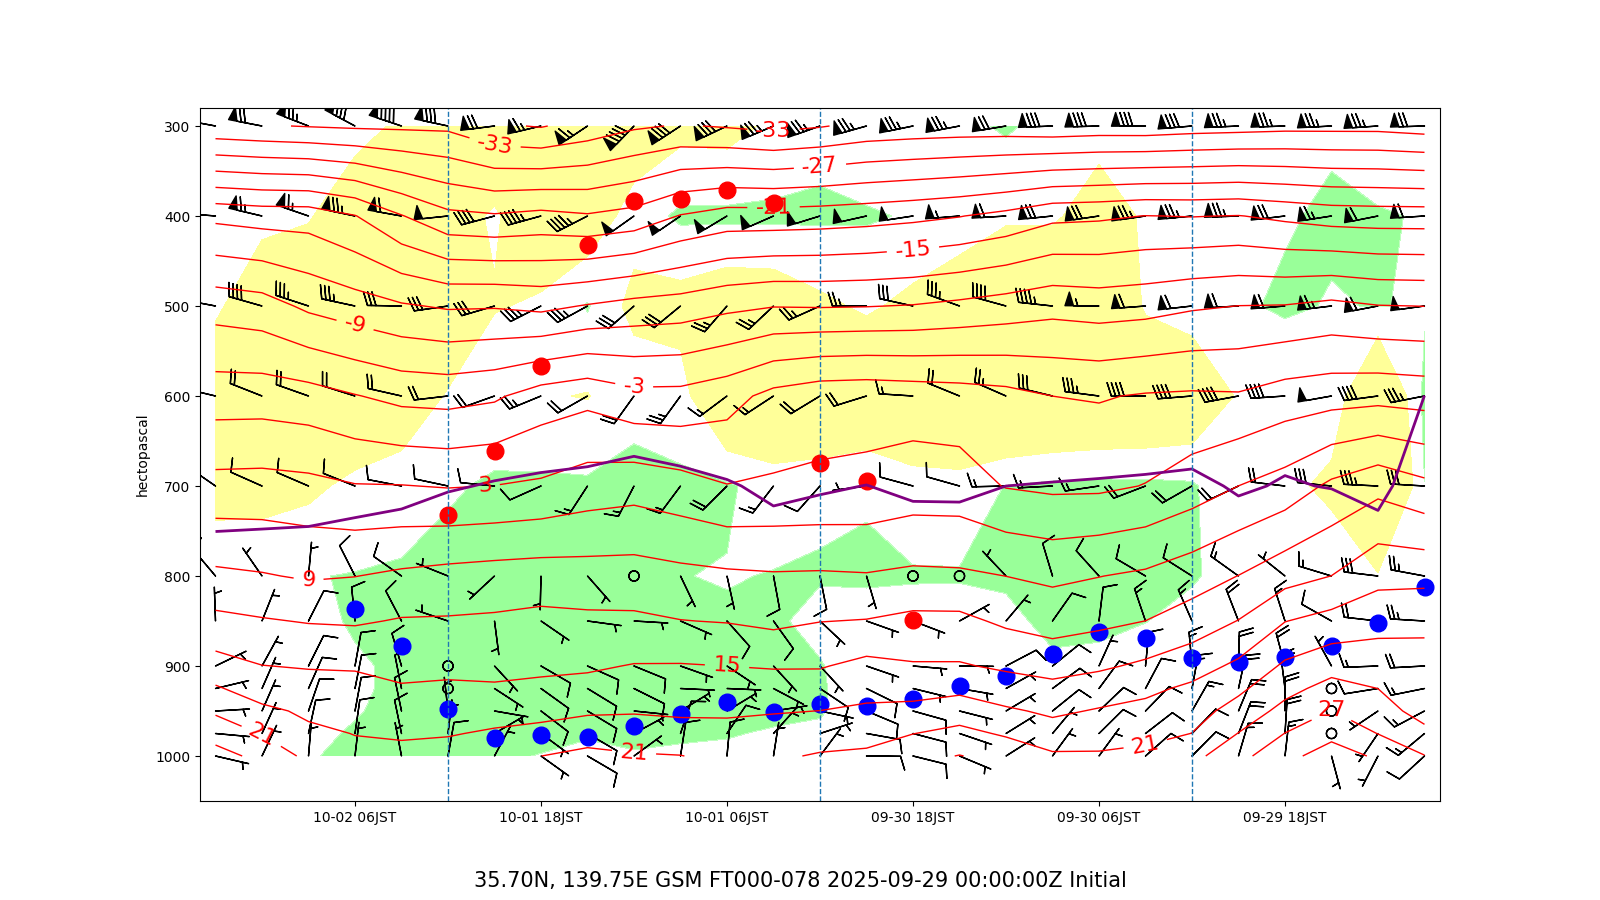 300
400
500
600
700
800
900
1000
hectopascal
-33
-33
-27
-21
-15
-9
-3
3
9
15
21
21
21
27
10-02 06JST
10-01 18JST
10-01 06JST
09-30 18JST
09-30 06JST
09-29 18JST
35.70N, 139.75E GSM FT000-078 2025-09-29 00:00:00Z Initial